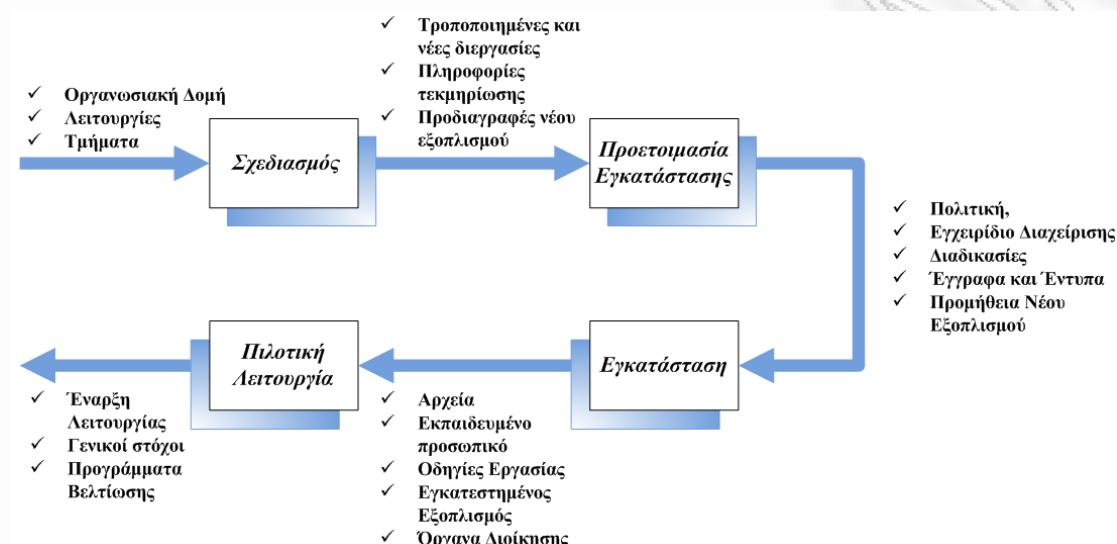 ✓ Οργανωσιακή Δομή
✓ Λειτουργίες
✓ Τμήματα
Σχεδιασμός
✓ Τροποποιημένες και
νέες διεργασίες
✓ Πληροφορίες
τεκμηρίωσης
✓ Προδιαγραφές νέου
εξοπλισμού
Προετοιμασία
Εγκατάστασης
✓ Πολιτική,
✓ Εγχειρίδιο Διαχείρισης
✓ Διαδικασίες
✓ Έγγραφα και Έντυπα
✓ Προμήθεια Νέου
Εξοπλισμού
Εγκατάσταση
✓ Αρχεία
✓ Εκπαιδευμένο
προσωπικό
✓ Οδηγίες Εργασίας
✓ Εγκατεστημένος
Εξοπλισμός
✓ Όργανα Διοίκησης
Πιλοτική
Λειτουργία
✓ Έναρξη
Λειτουργίας
✓ Γενικοί στόχοι
✓ Προγράμματα
Βελτίωσης